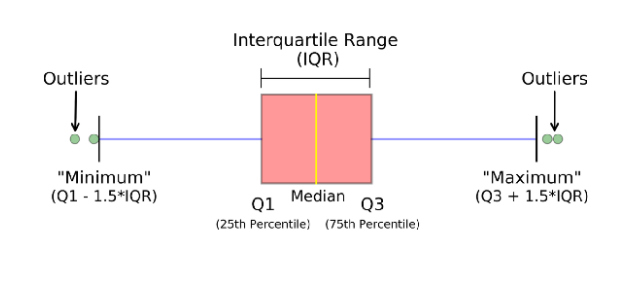 Interquartile Range
(IQR)
Outliers
Outliers
"Minimum"
(Q1 - 1.5*IQR)
"Maximum"
(Q3 + 1.5*IQR)
Median
Q1
Q3
(25th Percentile)
(75th Percentile)